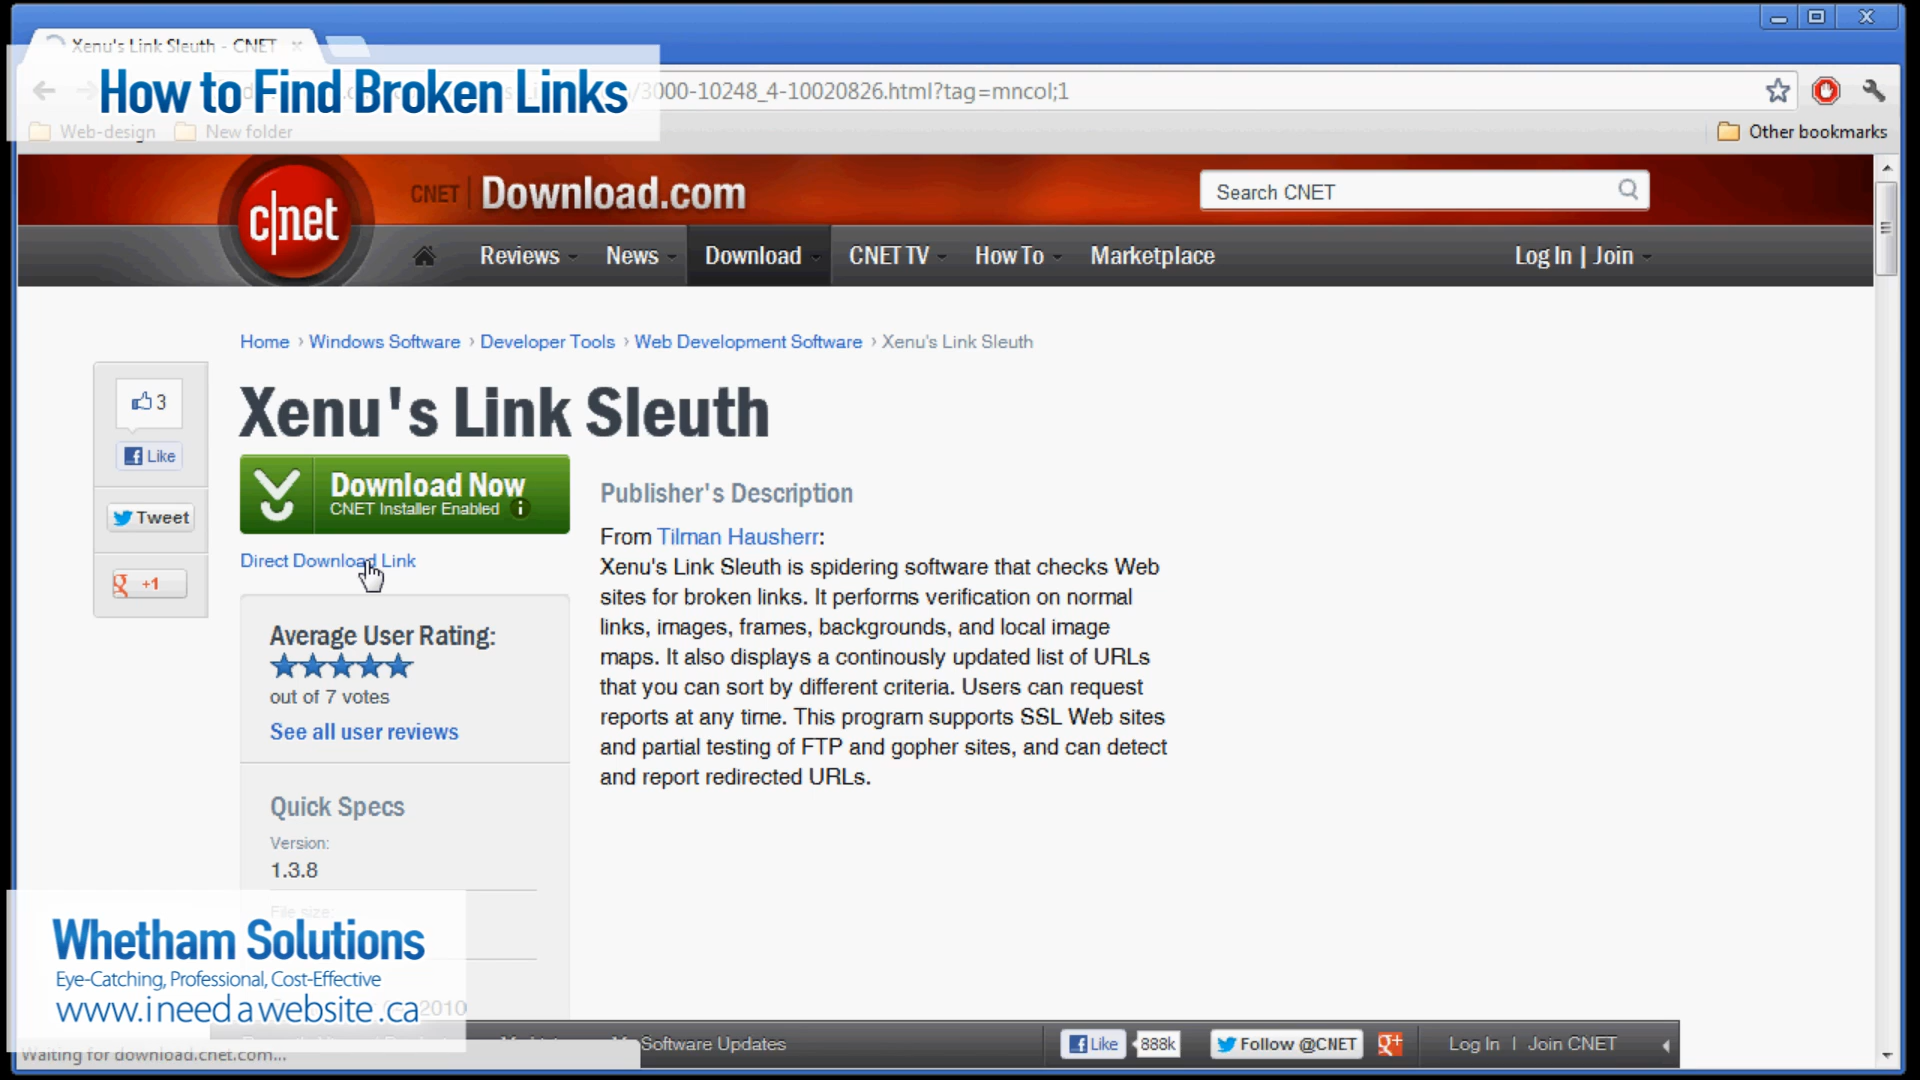 Xenu's Link Sleuth - CNET
How to Find Broken Links
/3000-10248_4-10020826.html?tag=mncol;1
Web-design
New folder
Other bookmarks
c|net
CNET | Download.com
Search CNET
Reviews
News
Download
CNET TV
How To
Marketplace
Log In | Join
Home › Windows Software › Developer Tools › Web Development Software › Xenu's Link Sleuth
3
Like
Tweet
g +1
Xenu's Link Sleuth
Download Now
CNET Installer Enabled
Direct Download Link
Average User Rating:
out of 7 votes
See all user reviews
Quick Specs
Version:
1.3.8
File size:
2010
Publisher's Description
From Tilman Hausherr:
Xenu's Link Sleuth is spidering software that checks Web
sites for broken links. It performs verification on normal
links, images, frames, backgrounds, and local image
maps. It also displays a continously updated list of URLs
that you can sort by different criteria. Users can request
reports at any time. This program supports SSL Web sites
and partial testing of FTP and gopher sites, and can detect
and report redirected URLs.
Whetham Solutions
Eye-Catching, Professional, Cost-Effective
www.ineedawebsite.ca
Software Updates
Like
888k
Follow @CNET
g+
Log In | Join CNET
Waiting for download.cnet.com...